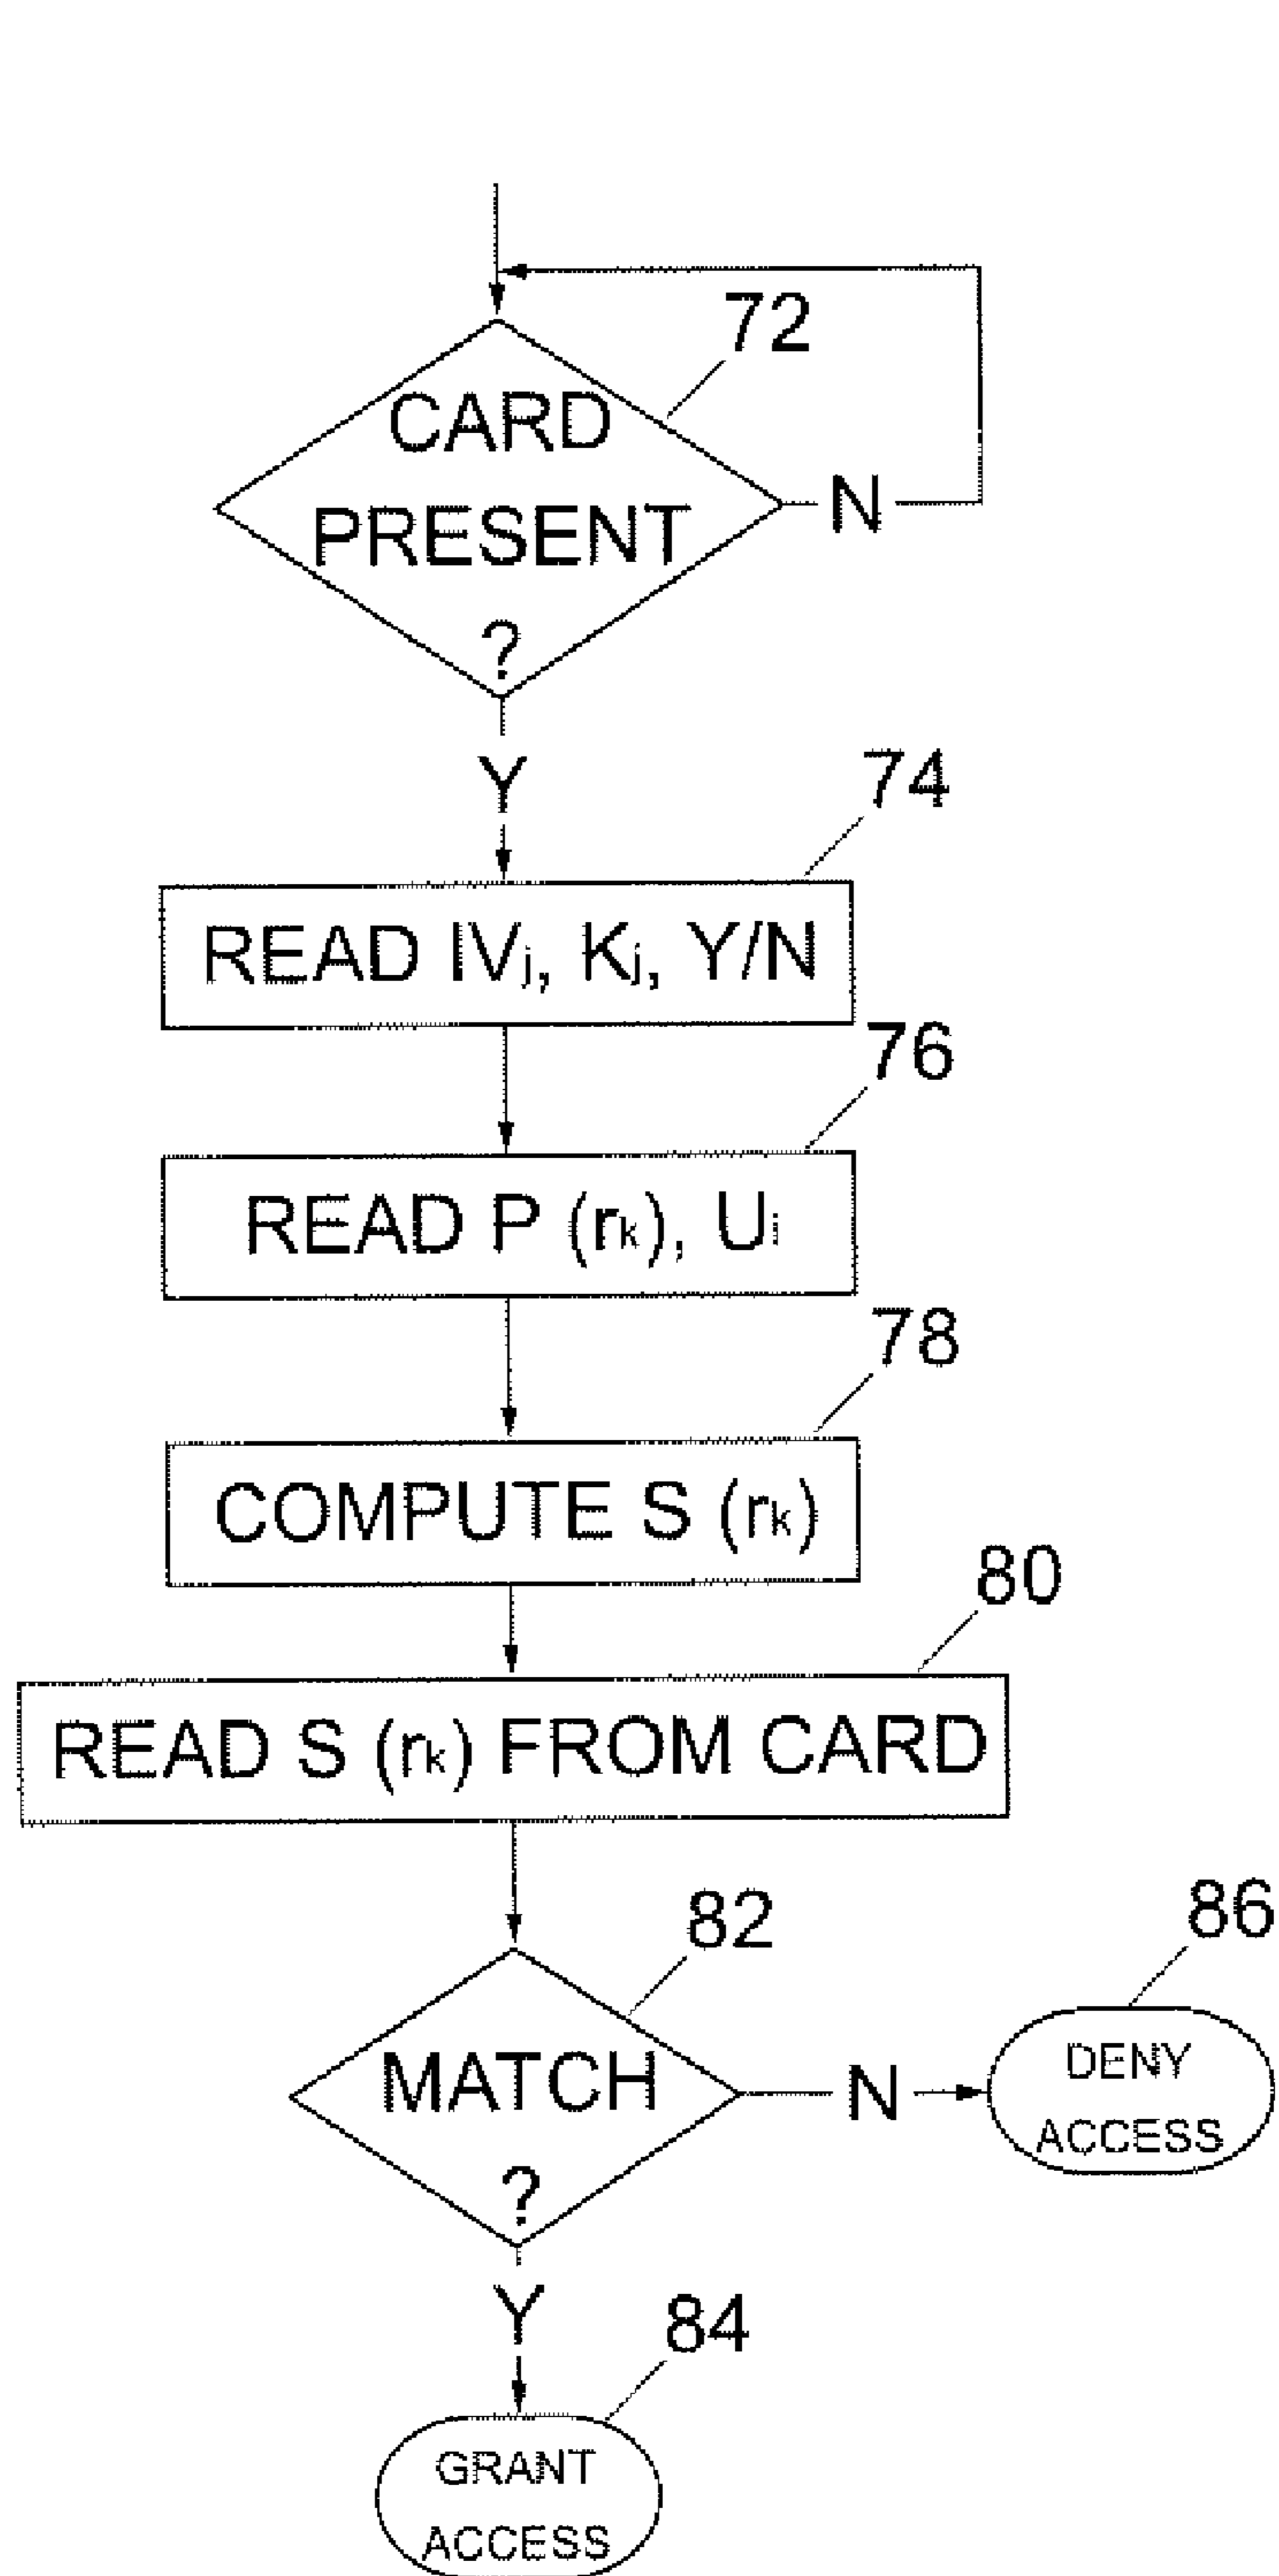 72
CARD
PRESENT
?
N
Y
74
READ IVj, Kj, Y/N
76
READ P (rk), Ui
78
COMPUTE S (rk)
80
READ S (rk) FROM CARD
82
MATCH
?
N
86
DENY
ACCESS
Y
84
GRANT
ACCESS